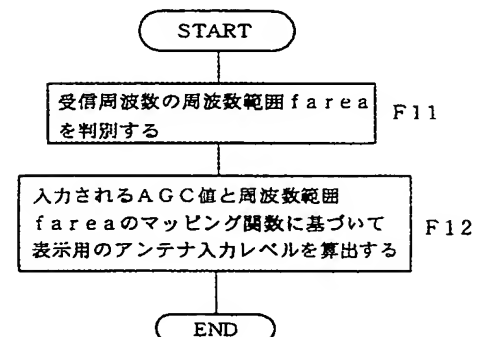 START
受信周波数の周波数範囲ｆａｒｅａ
を判別する
Ｆ１１
入力されるＡＧＣ値と周波数範囲
ｆａｒｅａのマッピング関数に基づいて
表示用のアンテナ入力レベルを算出する
Ｆ１２
END